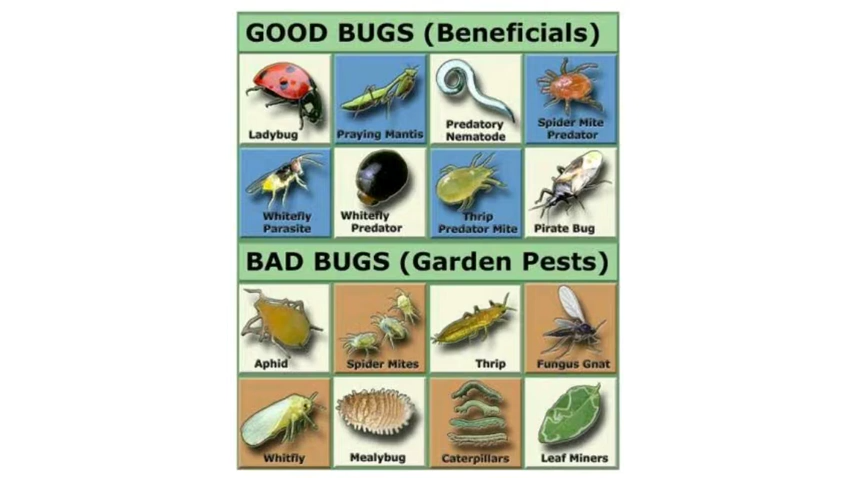 GOOD BUGS (Beneficials)
Ladybug
Praying Mantis
Predatory
Nematode
Spider Mite
Predator
Whitefly
Parasite
Whitefly
Predator
Thrip
Predator Mite
Pirate Bug
BAD BUGS (Garden Pests)
Aphid
Spider Mites
Thrip
Fungus Gnat
Whitfly
Mealybug
Caterpillars
Leaf Miners